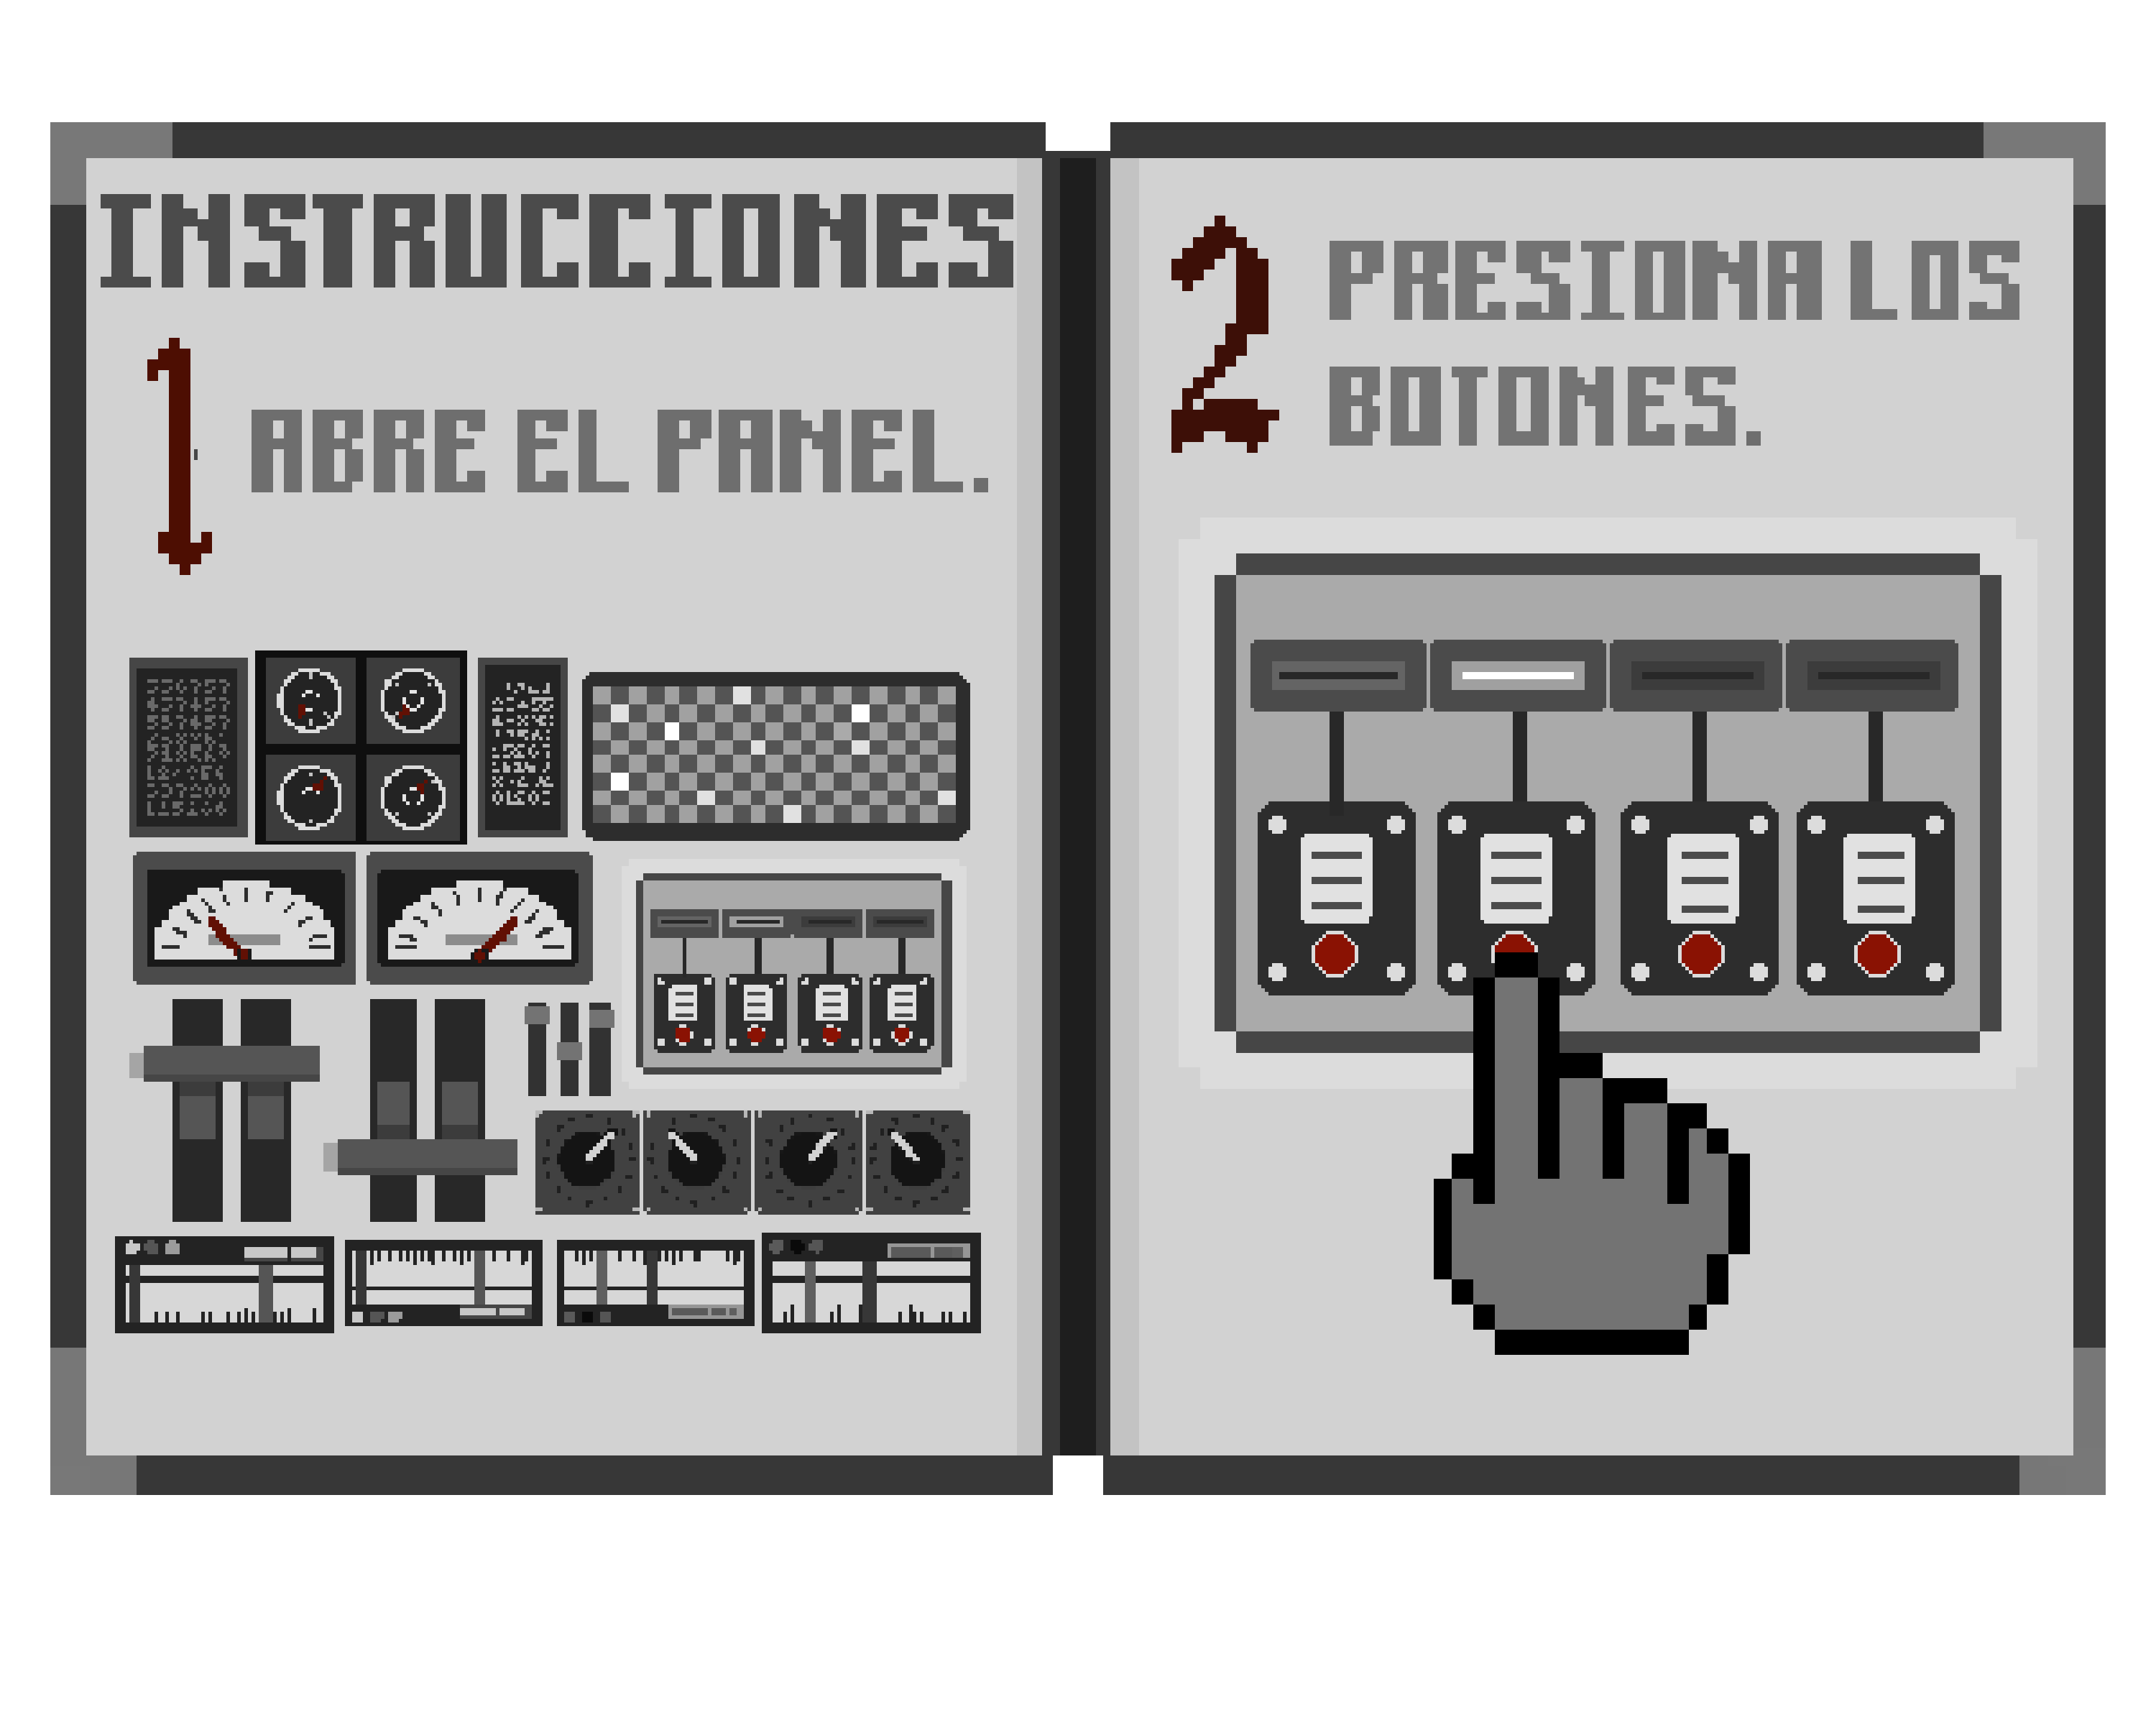 INSTRUCCIONES
1 ABRE EL PANEL.
2 PRESIONA LOS
BOTONES.